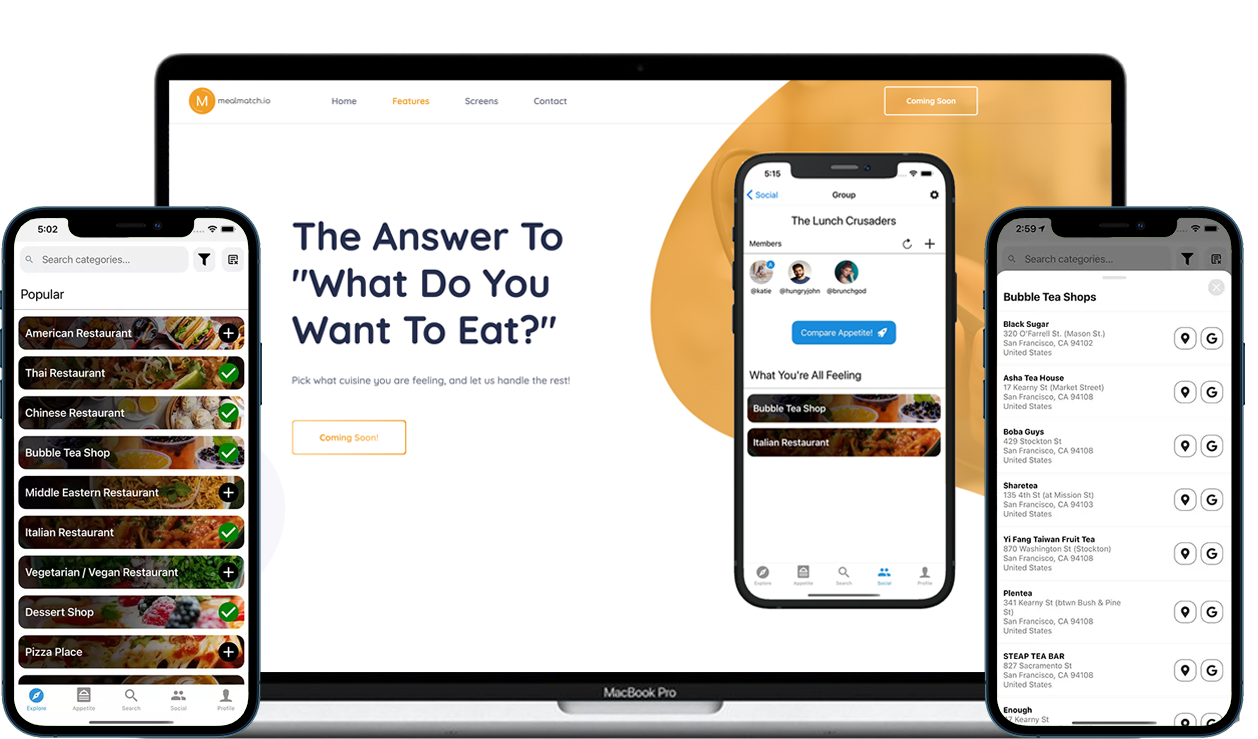 M
mealmatch.io
Home
Features
Screens
Contact
Coming Soon
The Answer To
"What Do You
Want To Eat?"
Pick what cuisine you are feeling, and let us handle the rest!
Coming Soon!
MacBook Pro
5:02
Search categories...
Popular
American Restaurant
Thai Restaurant
Chinese Restaurant
Bubble Tea Shop
Middle Eastern Restaurant
Italian Restaurant
Vegetarian / Vegan Restaurant
Dessert Shop
Pizza Place
Explore
Appetite
Search
Social
Profile
5:15
Social
Group
The Lunch Crusaders
Members
@katie
@hungryjohn
@brunchgod
Compare Appetite!
What You're All Feeling
Bubble Tea Shop
Italian Restaurant
Explore
Appetite
Search
Social
Profile
2:59
Search categories...
Bubble Tea Shops
Black Sugar
320 O'Farrell St. (Mason St.)
San Francisco, CA 94102
United States
G
Asha Tea House
17 Kearny St (Market Street)
San Francisco, CA 94108
United States
G
Boba Guys
429 Stockton St
San Francisco, CA 94108
United States
G
Sharetea
135 4th St (at Mission St)
San Francisco, CA 94103
United States
G
Yi Fang Taiwan Fruit Tea
870 Washington St (Stockton)
San Francisco, CA 94108
United States
G
Plentea
341 Kearny St (btwn Bush & Pine
St)
San Francisco, CA 94108
United States
G
STEAP TEA BAR
827 Sacramento St
San Francisco, CA 94108
United States
G
Enough
Kearny St
G